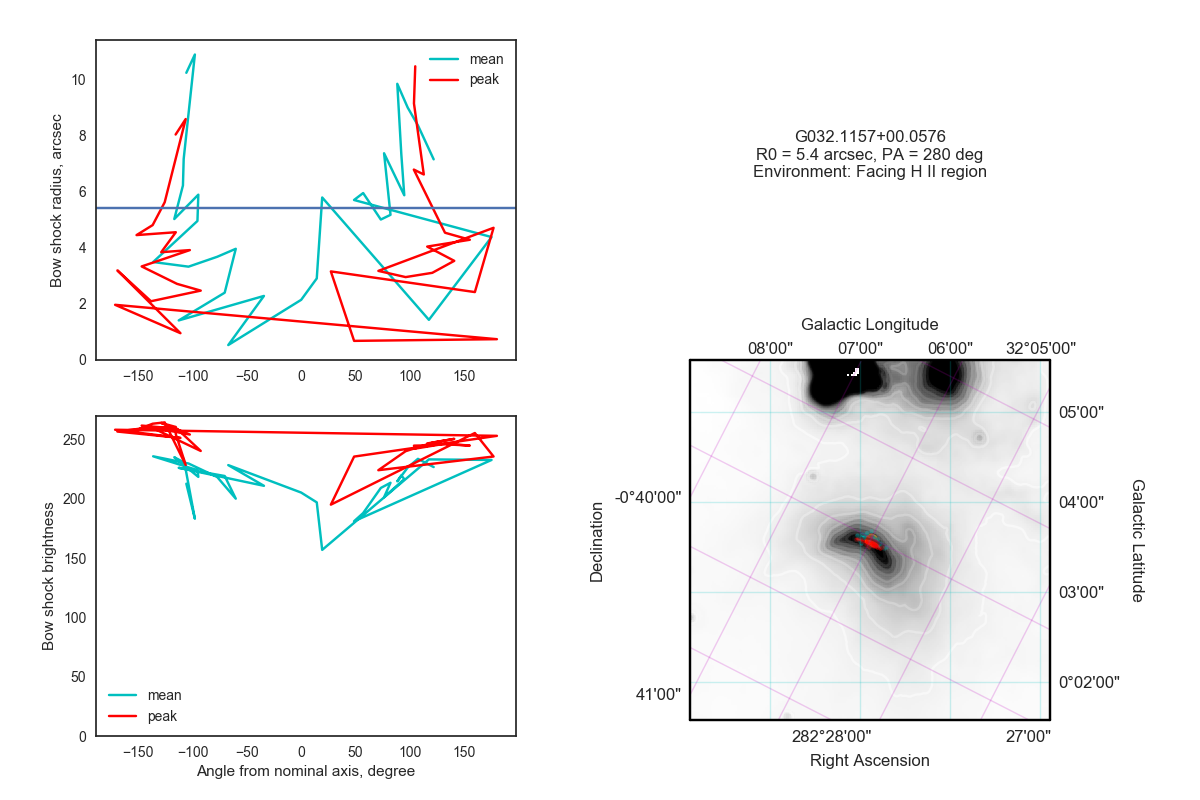 mean
peak
10
8
6
4
2
0
Bow shock radius, arcsec
−150 −100 −50 0 50 100 150
250
200
150
100
50
0
Bow shock brightness
mean
peak
−150 −100 −50 0 50 100 150
Angle from nominal axis, degree
G032.1157+00.0576
R0 = 5.4 arcsec, PA = 280 deg
Environment: Facing H II region
Galactic Longitude
08'00" 07'00" 06'00" 32°05'00"
05'00"
04'00"
03'00"
0°02'00"
Galactic Latitude
-0°40'00"
41'00"
Declination
282°28'00" 27'00"
Right Ascension